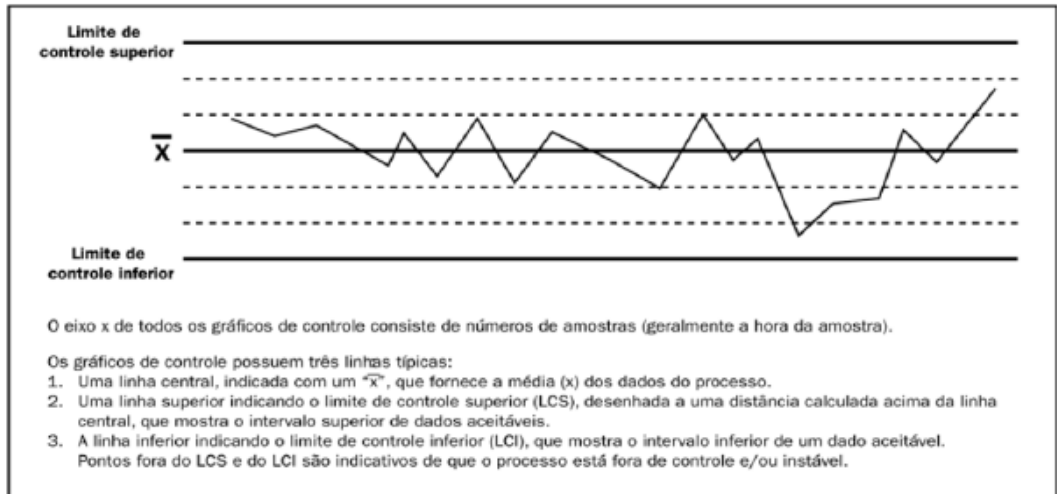 Limite de
controle superior
X̅
Limite de
controle inferior
O eixo x de todos os gráficos de controle consiste de números de amostras (geralmente a hora da amostra).
Os gráficos de controle possuem três linhas típicas:
1. Uma linha central, indicada com um "x̅", que fornece a média (x) dos dados do processo.
2. Uma linha superior indicando o limite de controle superior (LCS), desenhada a uma distância calculada acima da linha
central, que mostra o intervalo superior de dados aceitáveis.
3. A linha inferior indicando o limite de controle inferior (LCI), que mostra o intervalo inferior de um dado aceitável.
Pontos fora do LCS e do LCI são indicativos de que o processo está fora de controle e/ou instável.